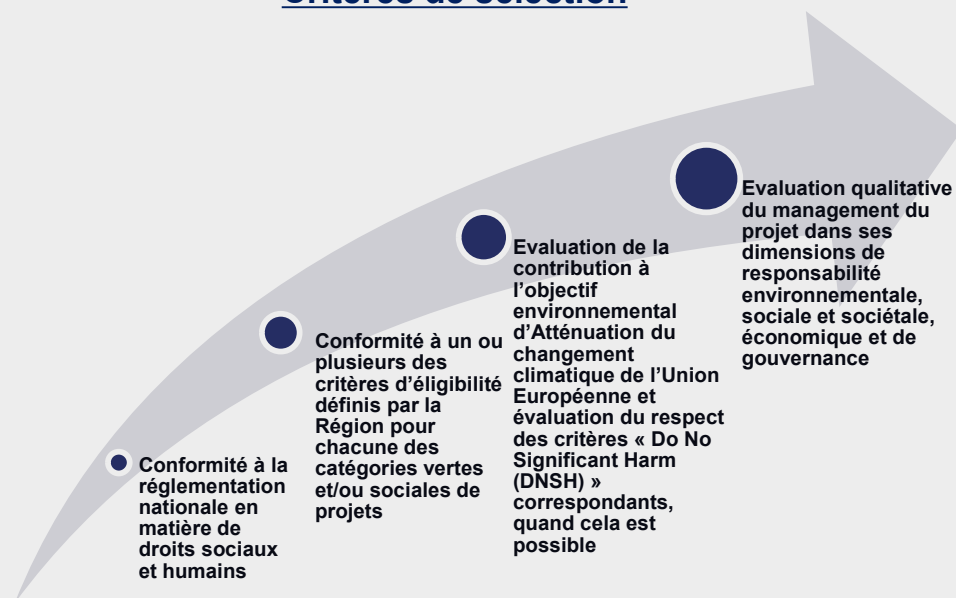 Critères de sélection
Conformité à la
réglementation
nationale en
matière de
droits sociaux
et humains
Conformité à un ou
plusieurs des
critères d’éligibilité
définis par la
Région pour
chacune des
catégories vertes
et/ou sociales de
projets
Evaluation de la
contribution à
l’objectif
environnemental
d’Atténuation du
changement
climatique de l’Union
Européenne et
évaluation du respect
des critères « Do No
Significant Harm
(DNSH) »
correspondants,
quand cela est
possible
Evaluation qualitative
du management du
projet dans ses
dimensions de
responsabilité
environnementale,
sociale et sociétale,
économique et de
gouvernance